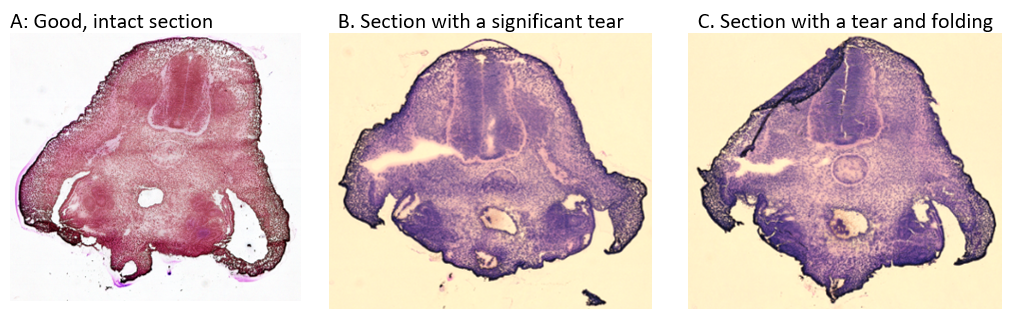 A: Good, intact section
B. Section with a significant tear
C. Section with a tear and folding